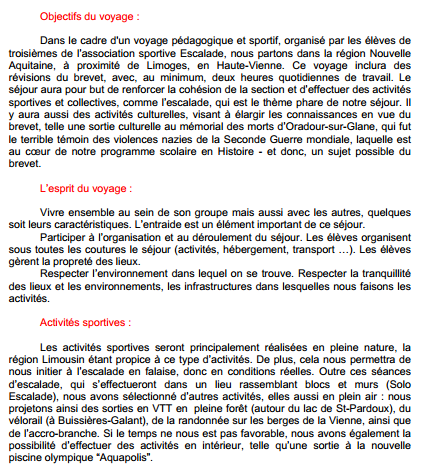 Objectifs du voyage :
Dans le cadre d'un voyage pédagogique et sportif, organisé par les élèves de
troisièmes de l'association sportive Escalade, nous partons dans la région Nouvelle
Aquitaine, à proximité de Limoges, en Haute-Vienne. Ce voyage inclura des
révisions du brevet, avec, au minimum, deux heures quotidiennes de travail. Le
séjour aura pour but de renforcer la cohésion de la section et d'effectuer des activités
sportives et collectives, comme l'escalade, qui est le thème phare de notre séjour. Il
y aura aussi des activités culturelles, visant à élargir les connaissances en vue du
brevet, telle une sortie culturelle au mémorial des morts d'Oradour-sur-Glane, qui fut
le terrible témoin des violences nazies de la Seconde Guerre mondiale, laquelle est
au cœur de notre programme scolaire en Histoire - et donc, un sujet possible du
brevet.
L'esprit du voyage :
Vivre ensemble au sein de son groupe mais aussi avec les autres, quelques
soit leurs caractéristiques. L'entraide est un élément important de ce séjour.
Participer à l'organisation et au déroulement du séjour. Les élèves organisent
sous toutes les coutures le séjour (activités, hébergement, transport ...). Les élèves
gèrent la propreté des lieux.
Respecter l'environnement dans lequel on se trouve. Respecter la tranquillité
des lieux et les environnements, les infrastructures dans lesquelles nous faisons les
activités.
Activités sportives :
Les activités sportives seront principalement réalisées en pleine nature, la
région Limousin étant propice à ce type d'activités. De plus, cela nous permettra de
nous initier à l'escalade en falaise, donc en conditions réelles. Outre ces séances
d'escalade, qui s'effectueront dans un lieu rassemblant blocs et murs (Solo
Escalade), nous avons sélectionné d'autres activités, elles aussi en plein air : nous
projetons ainsi des sorties en VTT en pleine forêt (autour du lac de St-Pardoux), du
vélorail (à Buissières-Galant), de la randonnée sur les berges de la Vienne, ainsi que
de l'accro-branche. Si le temps ne nous est pas favorable, nous avons également la
possibilité d'effectuer des activités en intérieur, telle qu'une sortie à la nouvelle
piscine olympique "Aquapolis".